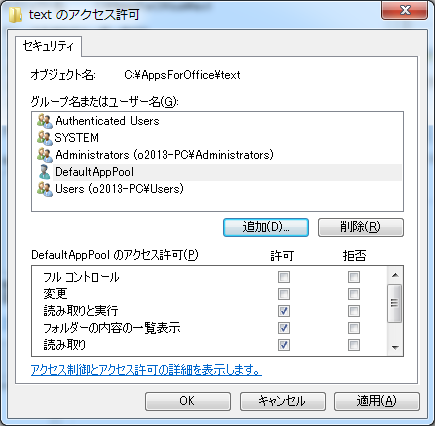 text のアクセス許可
セキュリティ
オブジェクト名: C:¥AppsForOffice¥text
グループ名またはユーザー名(G):
Authenticated Users
SYSTEM
Administrators (o2013-PC¥Administrators)
DefaultAppPool
Users (o2013-PC¥Users)
追加(D)... 削除(R)
DefaultAppPool のアクセス許可(P) 許可 拒否
フル コントロール
変更
読み取りと実行
フォルダーの内容の一覧表示
読み取り
アクセス制御とアクセス許可の詳細を表示します。
OK キャンセル 適用(A)